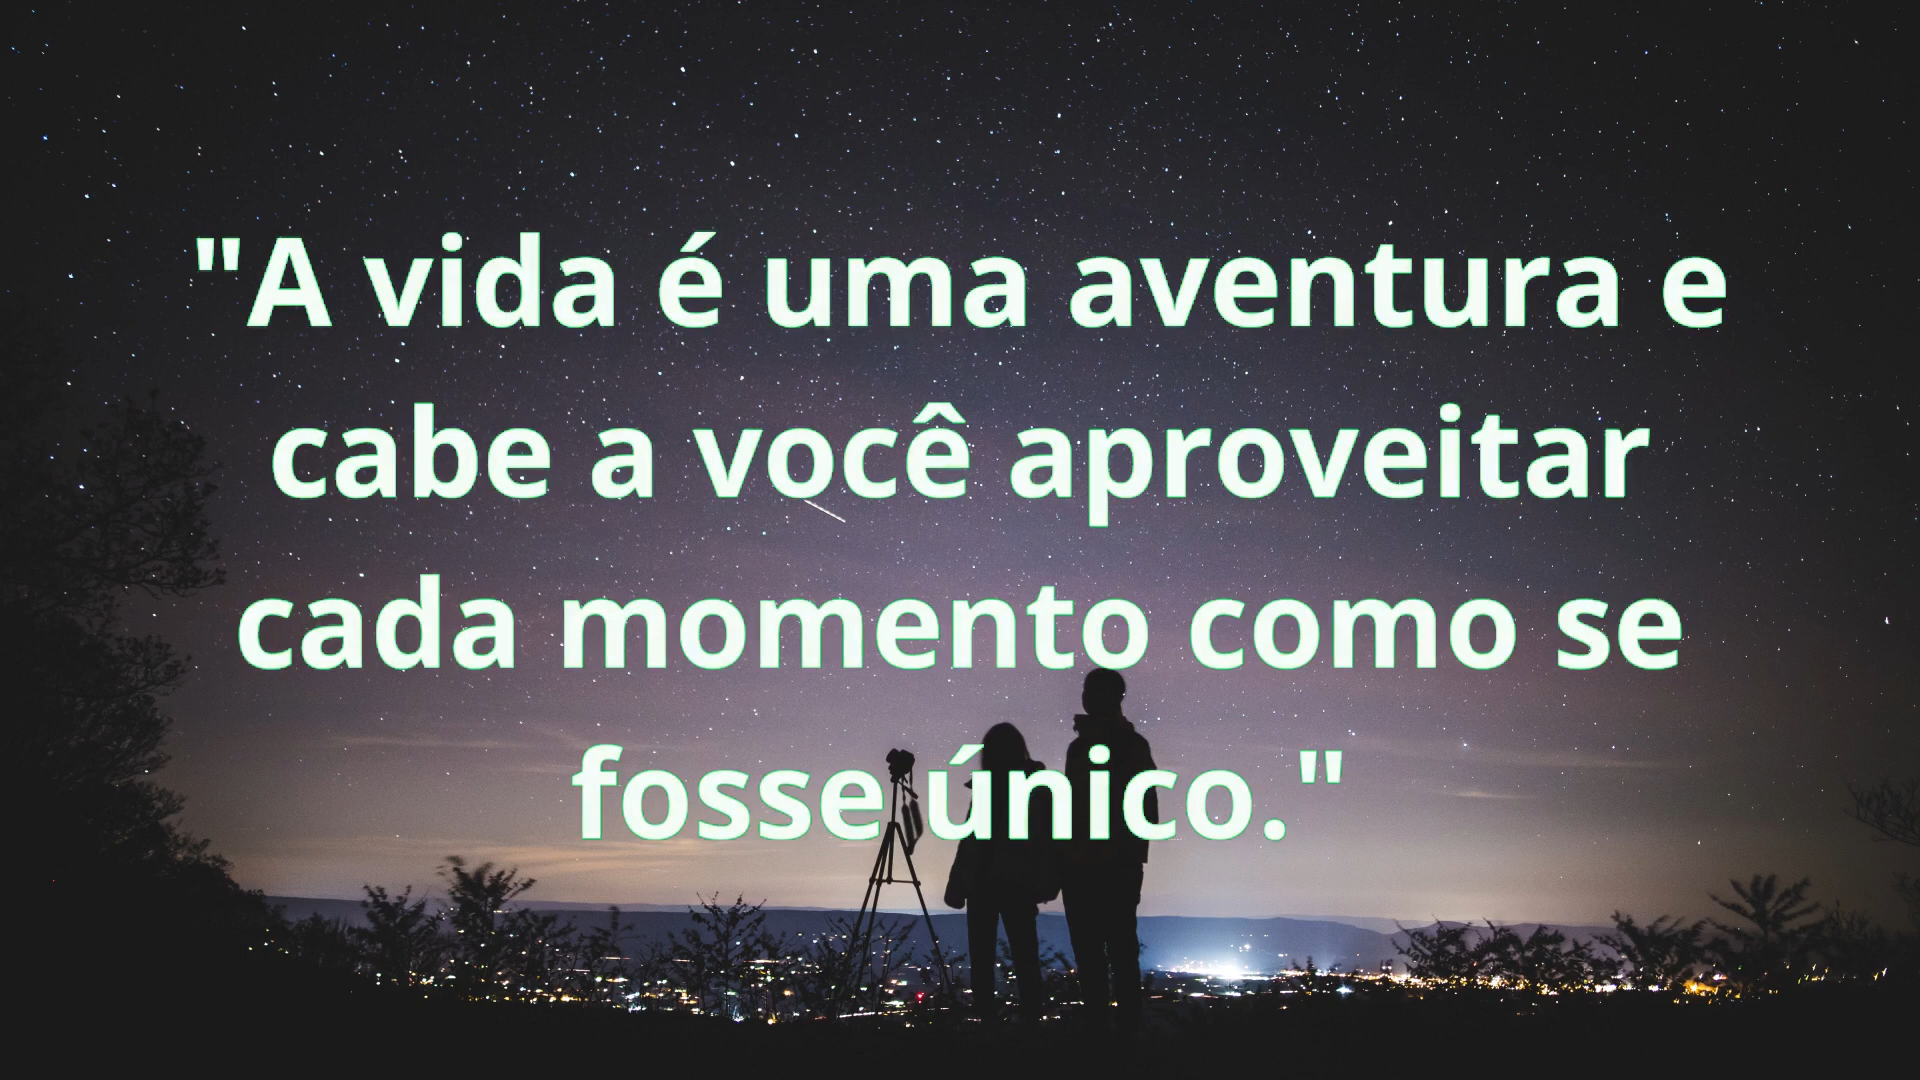 "A vida é uma aventura e
cabe a você aproveitar
cada momento como se
fosse único."